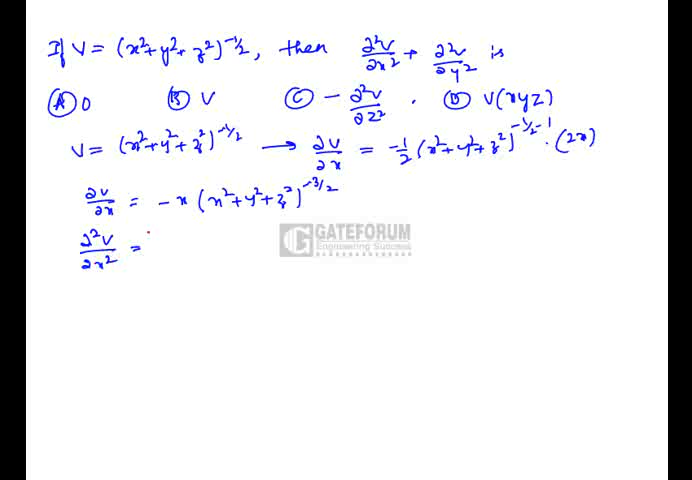 If V = (x²+y²+z²)^-1/2, then ∂²V/∂x² + ∂²V/∂y² is
(A) 0 (B) V (C) - ∂²V/∂z² . (D) V(xyz)
V = (x²+y²+z²)^-1/2 → ∂V/∂x = -1/2 (x²+y²+z²)^-1/2-1 · (2x)
∂V/∂x = -x (x²+y²+z²)^-3/2
GATEFORUM
Engineering Success
∂²V/∂x² =